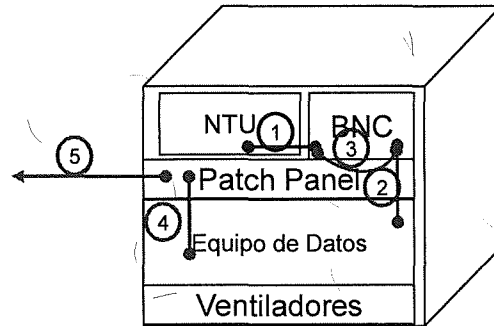 NTU 1 BNC
3
5 Patch Panel 2
4 Equipo de Datos
Ventiladores